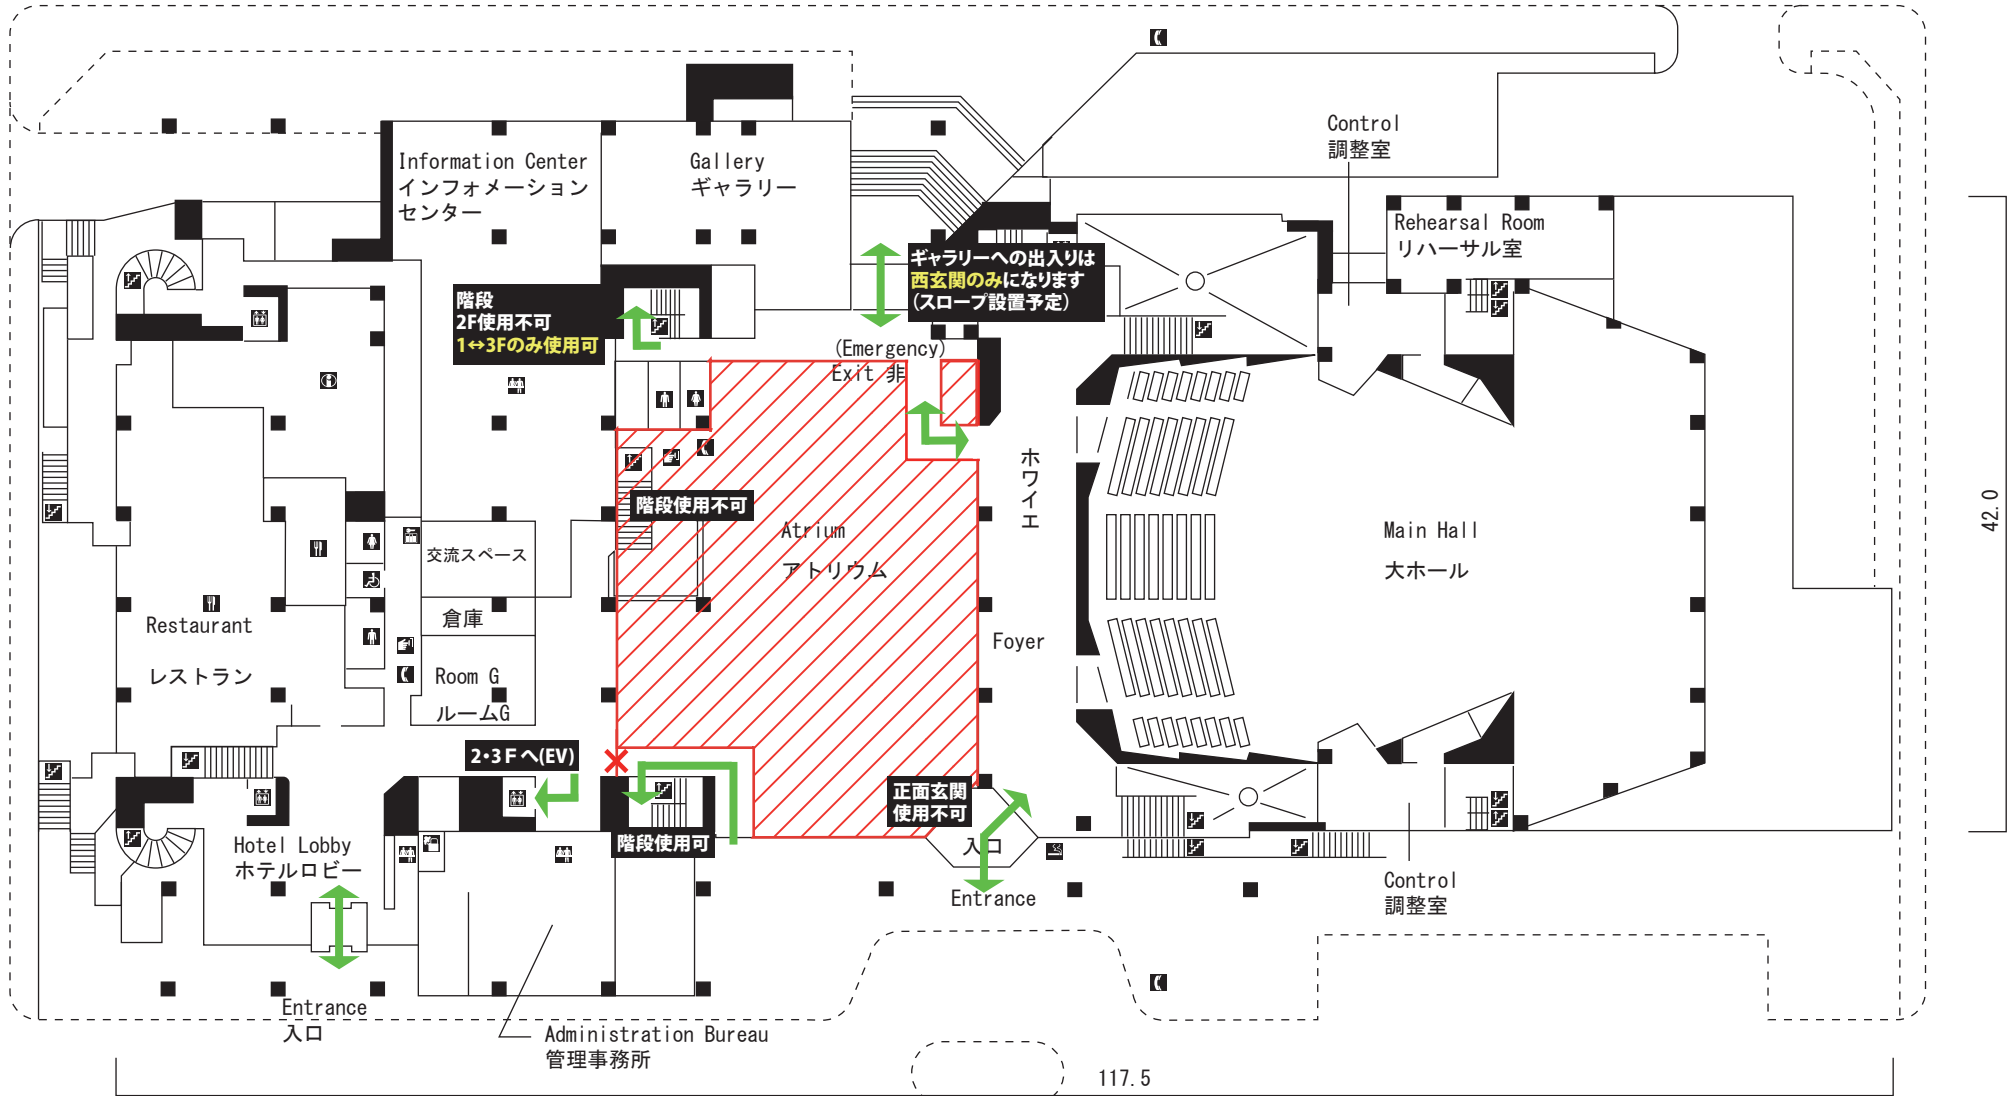 Control
調整室
Information Center
インフォメーション
センター
Gallery
ギャラリー
Rehearsal Room
リハーサル室
ギャラリーへの出入りは
西玄関のみになります
(スロープ設置予定)
階段
2F使用不可
1↔3Fのみ使用可
(Emergency)
Exit 非
ホワイエ
階段使用不可
Atrium
アトリウム
Main Hall
大ホール
42.0
交流スペース
倉庫
Restaurant
レストラン
Foyer
Room G
ルームG
2・3Fへ(EV)
正面玄関
使用不可
階段使用可
Hotel Lobby
ホテルロビー
入口
Entrance
Control
調整室
Entrance
入口
Administration Bureau
管理事務所
117.5